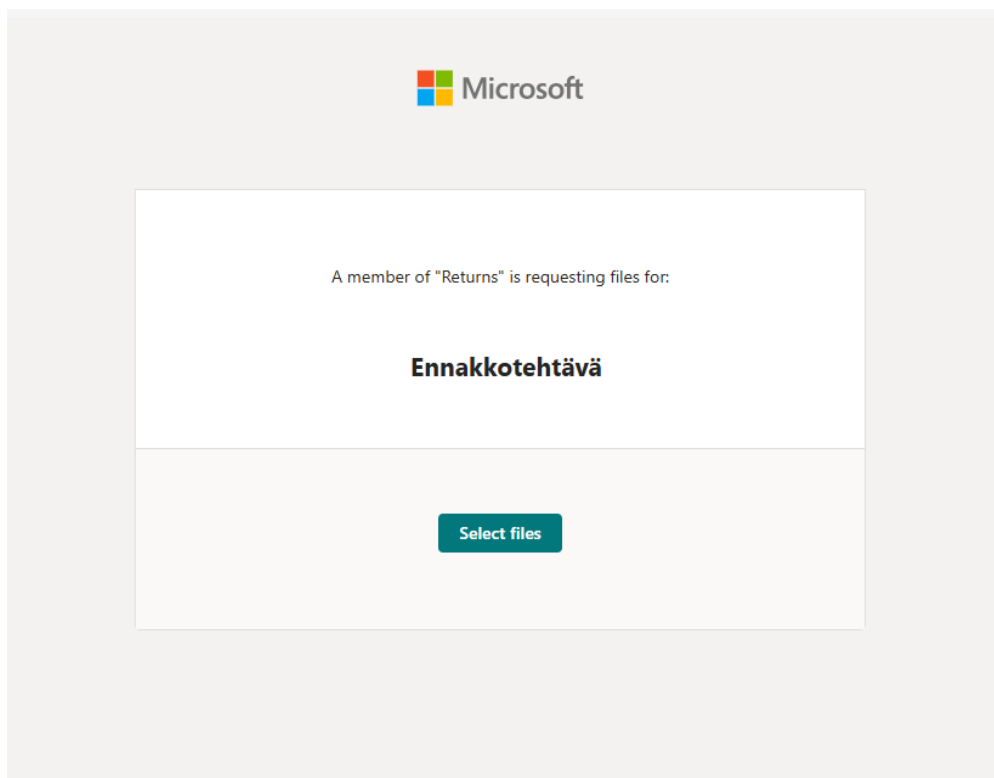 Microsoft
A member of "Returns" is requesting files for:
Ennakkotehtävä
Select files